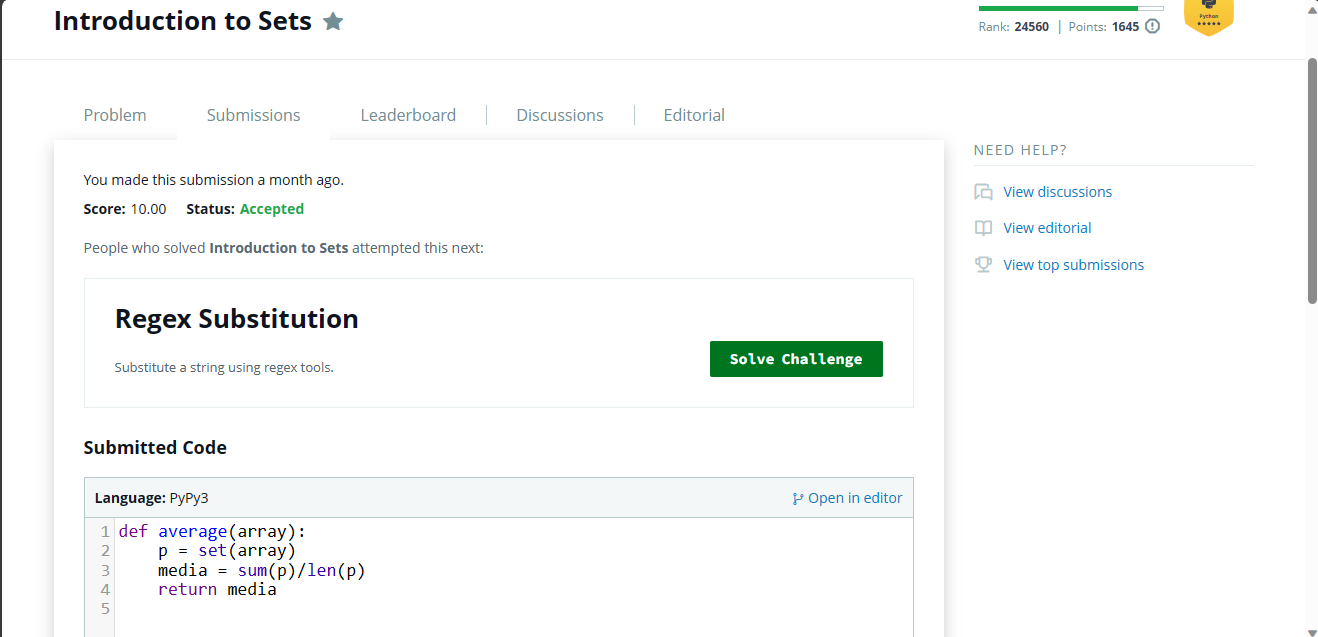 Introduction to Sets
Rank: 24560 | Points: 1645
Python
Problem
Submissions
Leaderboard
Discussions
Editorial
You made this submission a month ago.
Score: 10.00 Status: Accepted
People who solved Introduction to Sets attempted this next:
Regex Substitution
Substitute a string using regex tools.
Solve Challenge
Submitted Code
Language: PyPy3
Open in editor
1 def average(array):
2 p = set(array)
3 media = sum(p)/len(p)
4 return media
5
NEED HELP?
View discussions
View editorial
View top submissions